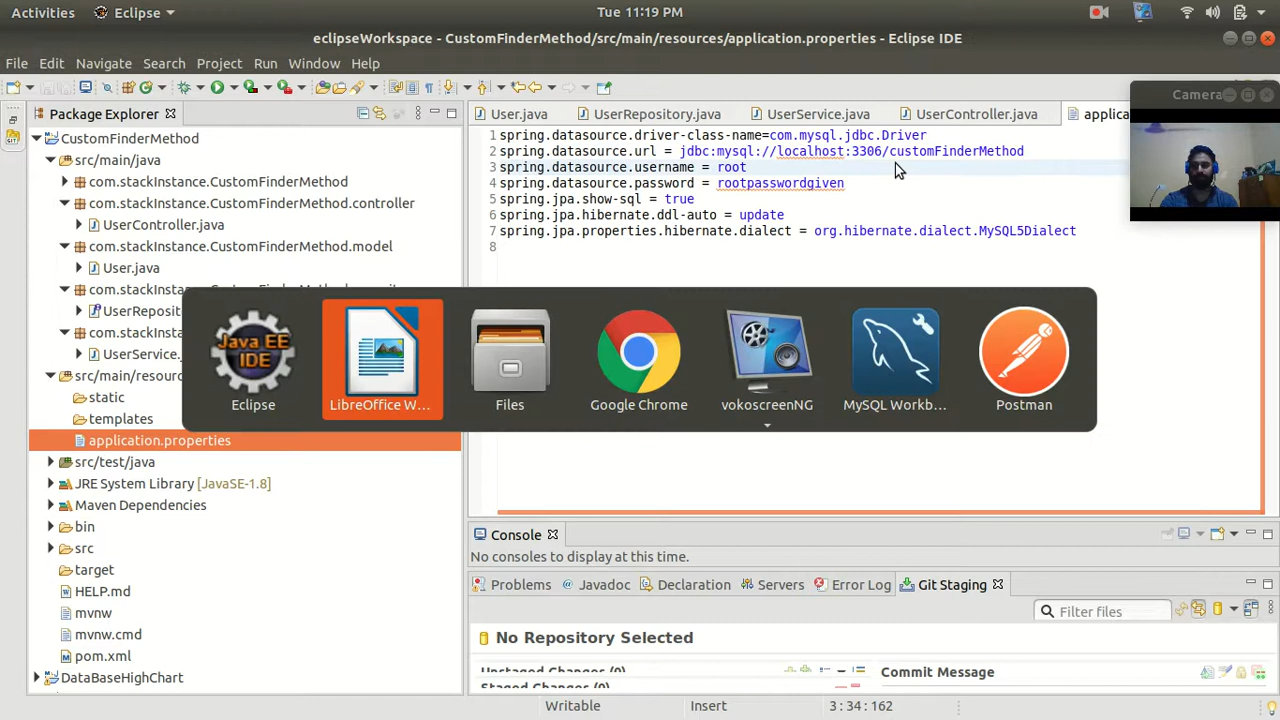 Activities Eclipse Tue 11:19 PM
eclipseWorkspace - CustomFinderMethod/src/main/resources/application.properties - Eclipse IDE
File Edit Navigate Search Project Run Window Help
Package Explorer
User.java UserRepository.java UserService.java UserController.java applica
Camera
CustomFinderMethod
src/main/java
com.stackInstance.CustomFinderMethod
com.stackInstance.CustomFinderMethod.controller
UserController.java
com.stackInstance.CustomFinderMethod.model
User.java
UserReposit
com.stackInsta
UserService.
src/main/resour
static
templates
application.properties
src/test/java
JRE System Library [JavaSE-1.8]
Maven Dependencies
bin
src
target
HELP.md
mvnw
mvnw.cmd
pom.xml
DataBaseHighChart
1 spring.datasource.driver-class-name=com.mysql.jdbc.Driver
2 spring.datasource.url = jdbc:mysql://localhost:3306/customFinderMethod
3 spring.datasource.username = root
4 spring.datasource.password = rootpasswordgiven
5 spring.jpa.show-sql = true
6 spring.jpa.hibernate.ddl-auto = update
7 spring.jpa.properties.hibernate.dialect = org.hibernate.dialect.MySQL5Dialect
8
Java EE
IDE
Eclipse LibreOffice W... Files Google Chrome vokoscreenNG MySQL Workb... Postman
Console
No consoles to display at this time.
Problems Javadoc Declaration Servers Error Log Git Staging
Filter files
No Repository Selected
Unstaged Changes (0)
Staged Changes (0)
Commit Message
Writable Insert 3:34:162